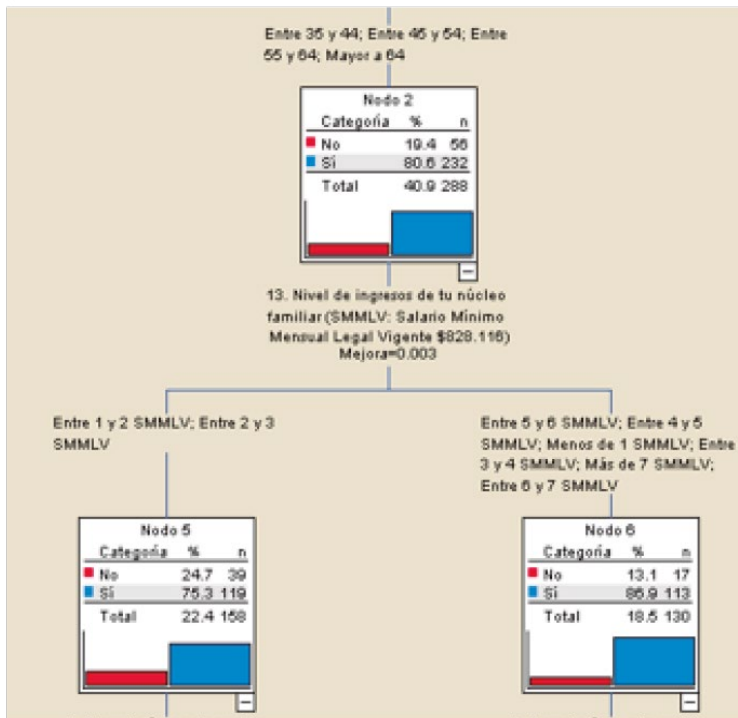 Entre 35 y 44; Entre 45 y 54; Entre
55 y 64; Mayor a 64
Nodo 2
Categoría % n
No 19.4 56
Sí 80.6 232
Total 40.9 288
13. Nivel de ingresos de tu núcleo
familiar (SMMLV: Salario Mínimo
Mensual Legal Vigente $828.116)
Mejora=0.003
Entre 1 y 2 SMMLV; Entre 2 y 3
SMMLV
Entre 5 y 6 SMMLV; Entre 4 y 5
SMMLV; Menos de 1 SMMLV; Entre
3 y 4 SMMLV; Más de 7 SMMLV;
Entre 6 y 7 SMMLV
Nodo 5
Categoría % n
No 24.7 39
Sí 75.3 119
Total 22.4 158
Nodo 6
Categoría % n
No 13.1 17
Sí 86.9 113
Total 18.5 130